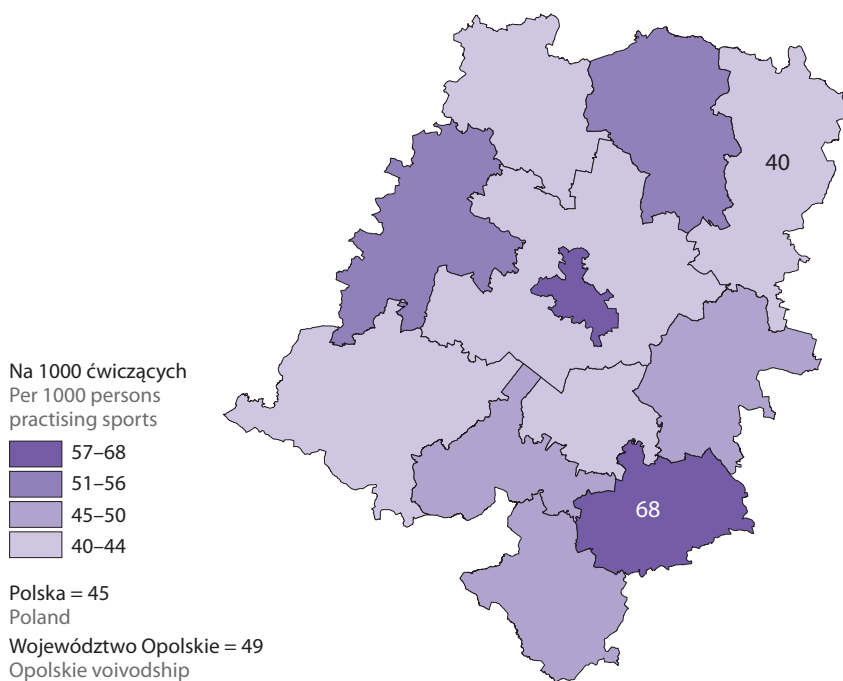 40
68
Na 1000 ćwiczących
Per 1000 persons
practising sports
57–68
51–56
45–50
40–44
Polska = 45
Poland
Województwo Opolskie = 49
Opolskie voivodship